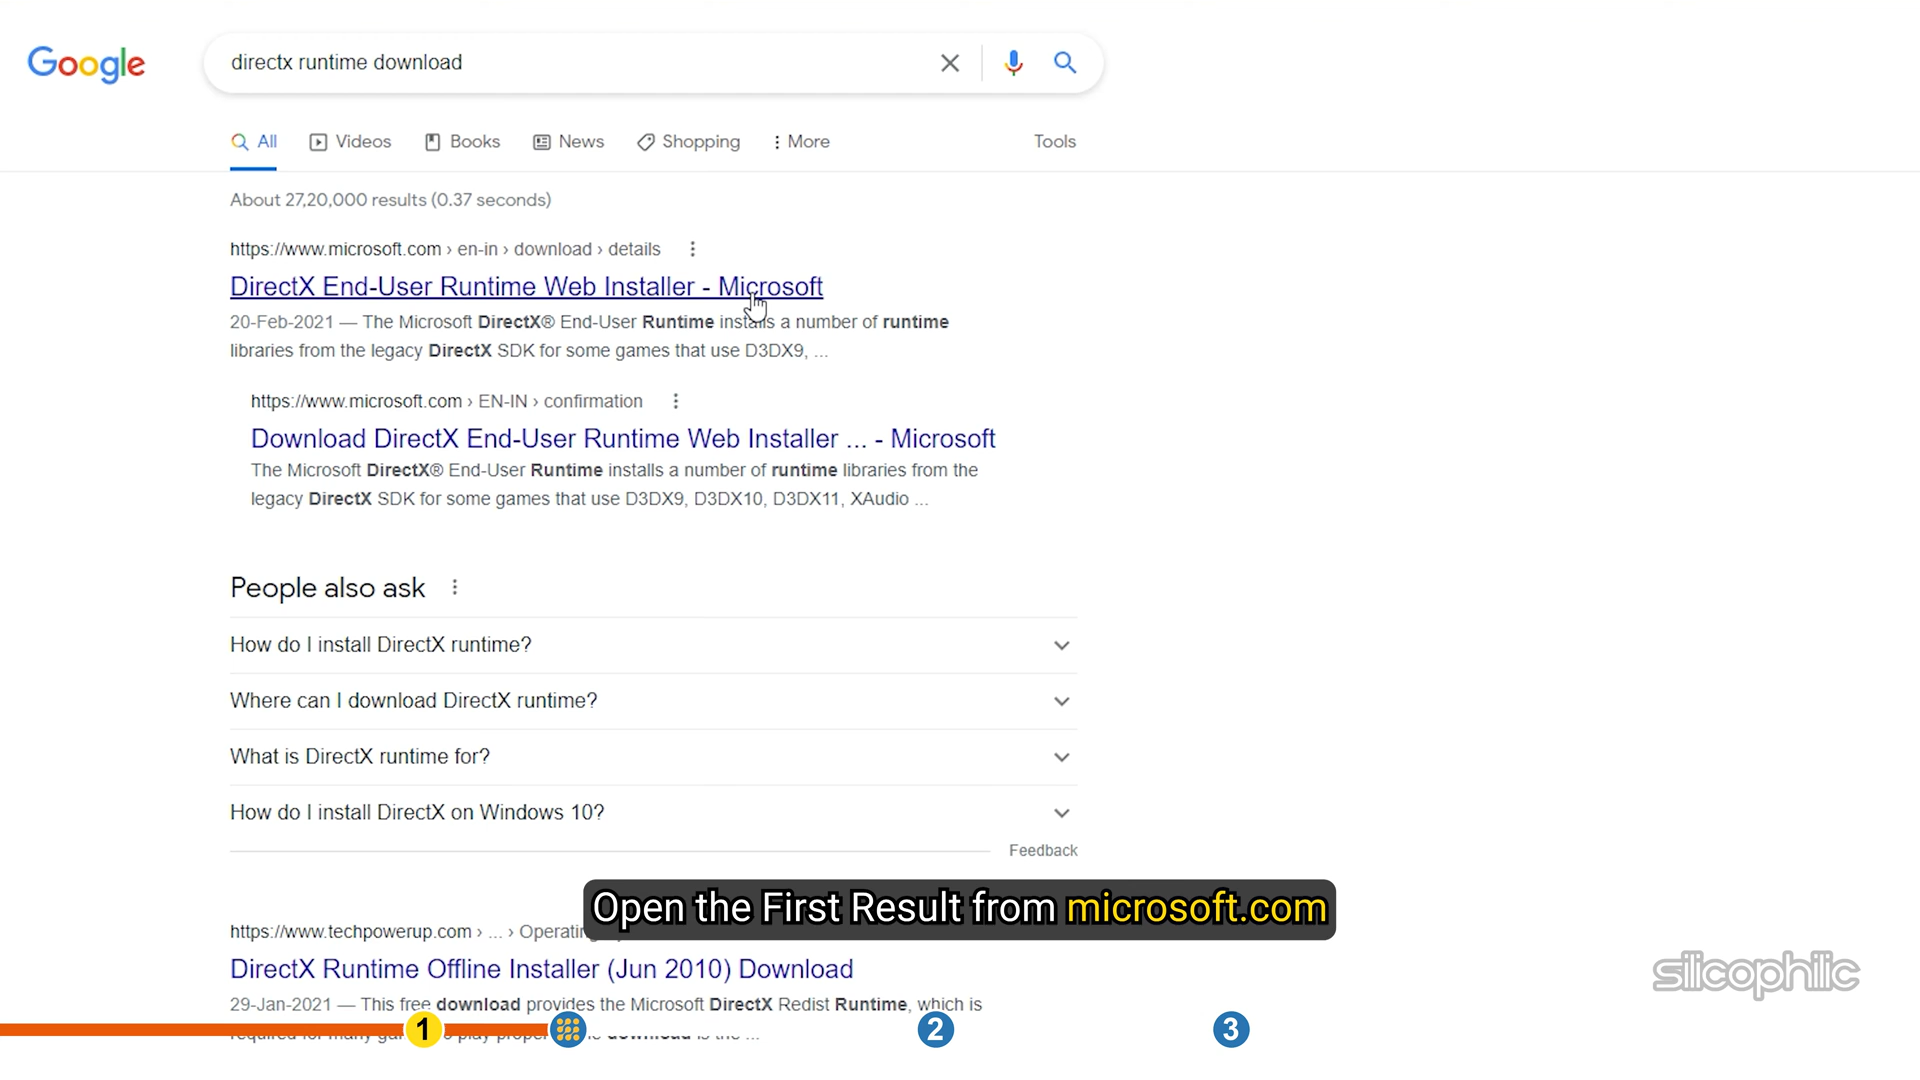 Google
directx runtime download
All
Videos
Books
News
Shopping
More
Tools
About 27,20,000 results (0.37 seconds)
https://www.microsoft.com › en-in › download › details
DirectX End-User Runtime Web Installer - Microsoft
20-Feb-2021 — The Microsoft DirectX® End-User Runtime installs a number of runtime
libraries from the legacy DirectX SDK for some games that use D3DX9, ...
https://www.microsoft.com › EN-IN › confirmation
Download DirectX End-User Runtime Web Installer ... - Microsoft
The Microsoft DirectX® End-User Runtime installs a number of runtime libraries from the
legacy DirectX SDK for some games that use D3DX9, D3DX10, D3DX11, XAudio ...
People also ask
How do I install DirectX runtime?
Where can I download DirectX runtime?
What is DirectX runtime for?
How do I install DirectX on Windows 10?
Feedback
Open the First Result from microsoft.com
https://www.techpowerup.com › ... ›
DirectX Runtime Offline Installer (Jun 2010) Download
29-Jan-2021 — This free download provides the Microsoft DirectX Redist Runtime, which is
silicophilic
1
2
3